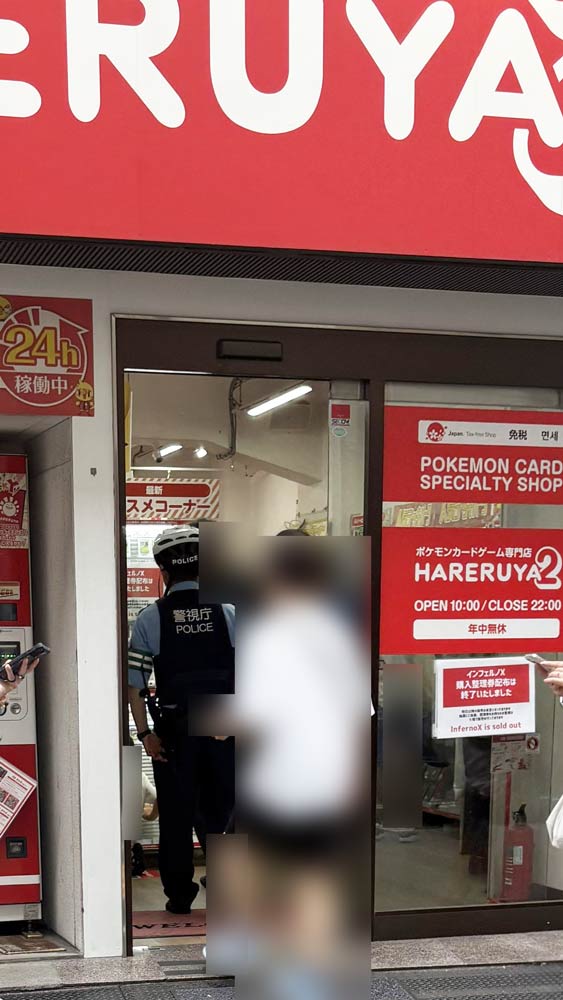 ERUYA
24h
稼働中
SECOM
最新
スメコーナー
POLICE
警視庁
POLICE
WEL
Japan. Tax-free Shop 免税 면세
POKEMON CARD
SPECIALTY SHOP
ポケモンカードゲーム専門店
HARERUYA2
OPEN 10:00 / CLOSE 22:00
年中無休
インフェルノX
購入整理券配布は
終了いたしました
InfernoX is sold out